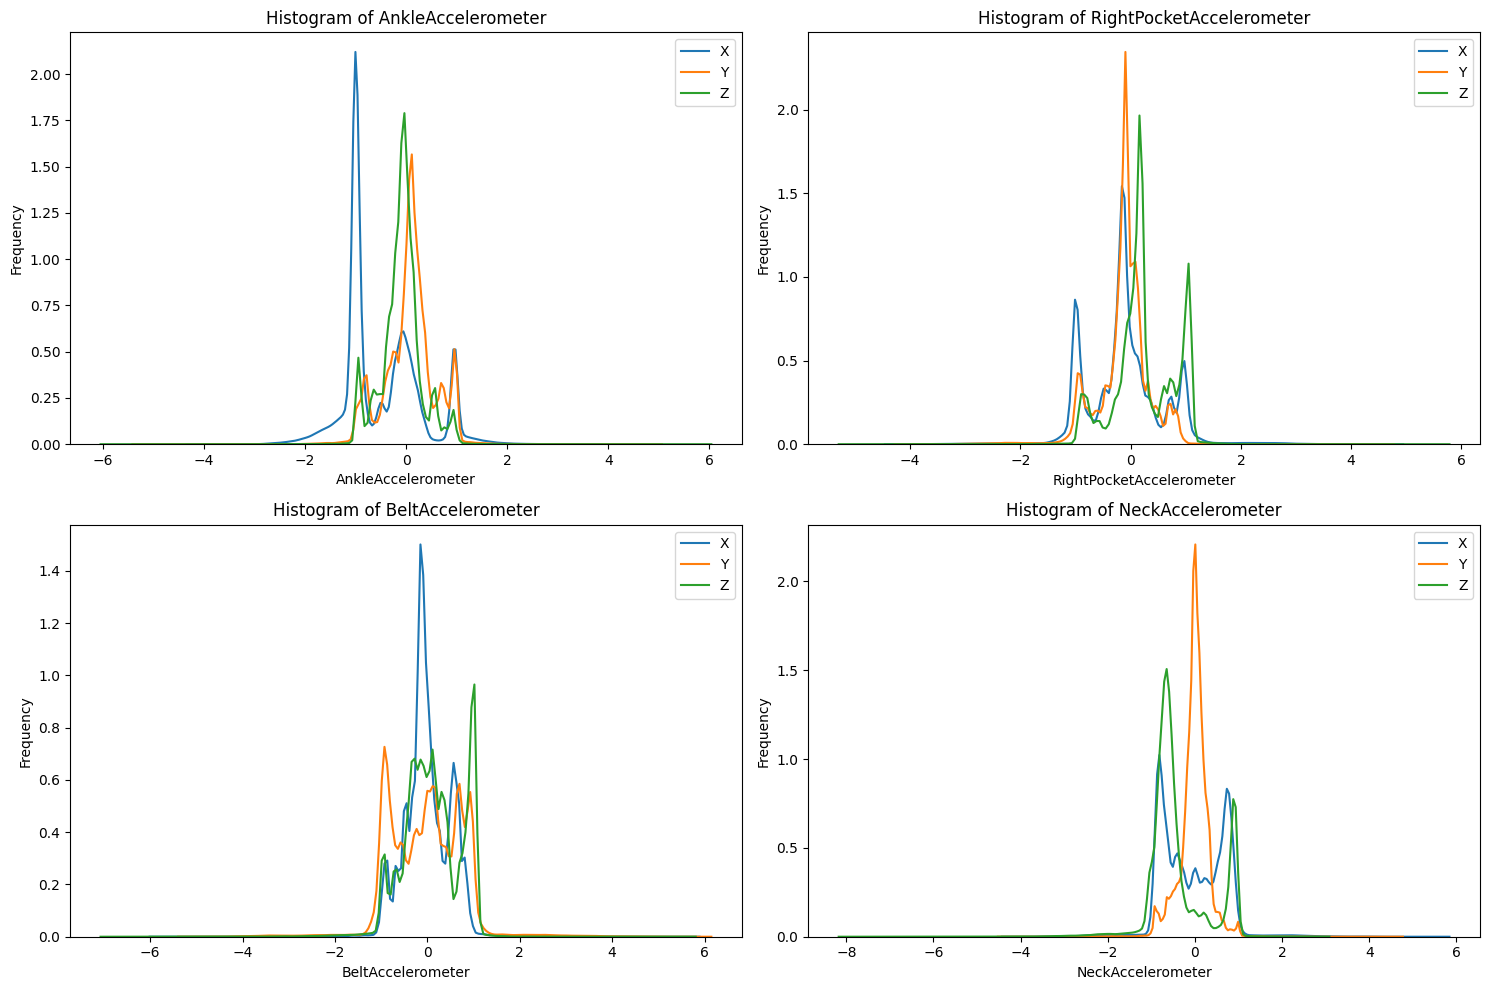 Histogram of AnkleAccelerometer
X
Y
Z
Frequency
2.00
1.75
1.50
1.25
1.00
0.75
0.50
0.25
0.00
−6
−4
−2
0
2
4
6
AnkleAccelerometer
Histogram of RightPocketAccelerometer
X
Y
Z
Frequency
2.0
1.5
1.0
0.5
0.0
−4
−2
0
2
4
6
RightPocketAccelerometer
Histogram of BeltAccelerometer
X
Y
Z
Frequency
1.4
1.2
1.0
0.8
0.6
0.4
0.2
0.0
−6
−4
−2
0
2
4
6
BeltAccelerometer
Histogram of NeckAccelerometer
X
Y
Z
Frequency
2.0
1.5
1.0
0.5
0.0
−8
−6
−4
−2
0
2
4
6
NeckAccelerometer